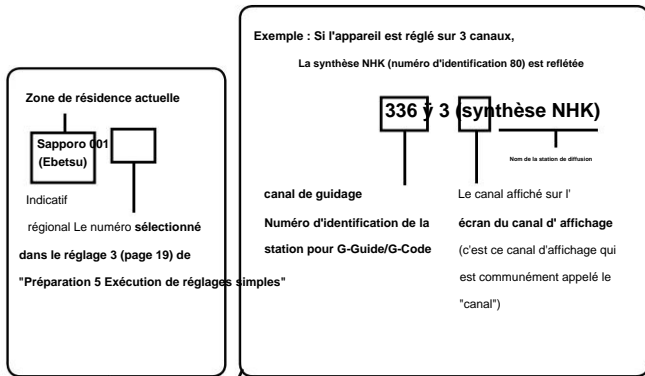 Zone de résidence actuelle
Sapporo 001
(Ebetsu)
Indicatif
régional Le numéro sélectionné
dans le réglage 3 (page 19) de
"Préparation 5 Exécution de réglages simples"
Exemple : Si l'appareil est réglé sur 3 canaux,
La synthèse NHK (numéro d'identification 80) est reflétée
336 ÿ 3 (synthèse NHK)
Nom de la station de diffusion
canal de guidage
Numéro d'identification de la
station pour G-Guide/G-Code
Le canal affiché sur l'
écran du canal d' affichage
(c'est ce canal d'affichage qui
est communément appelé le
"canal")